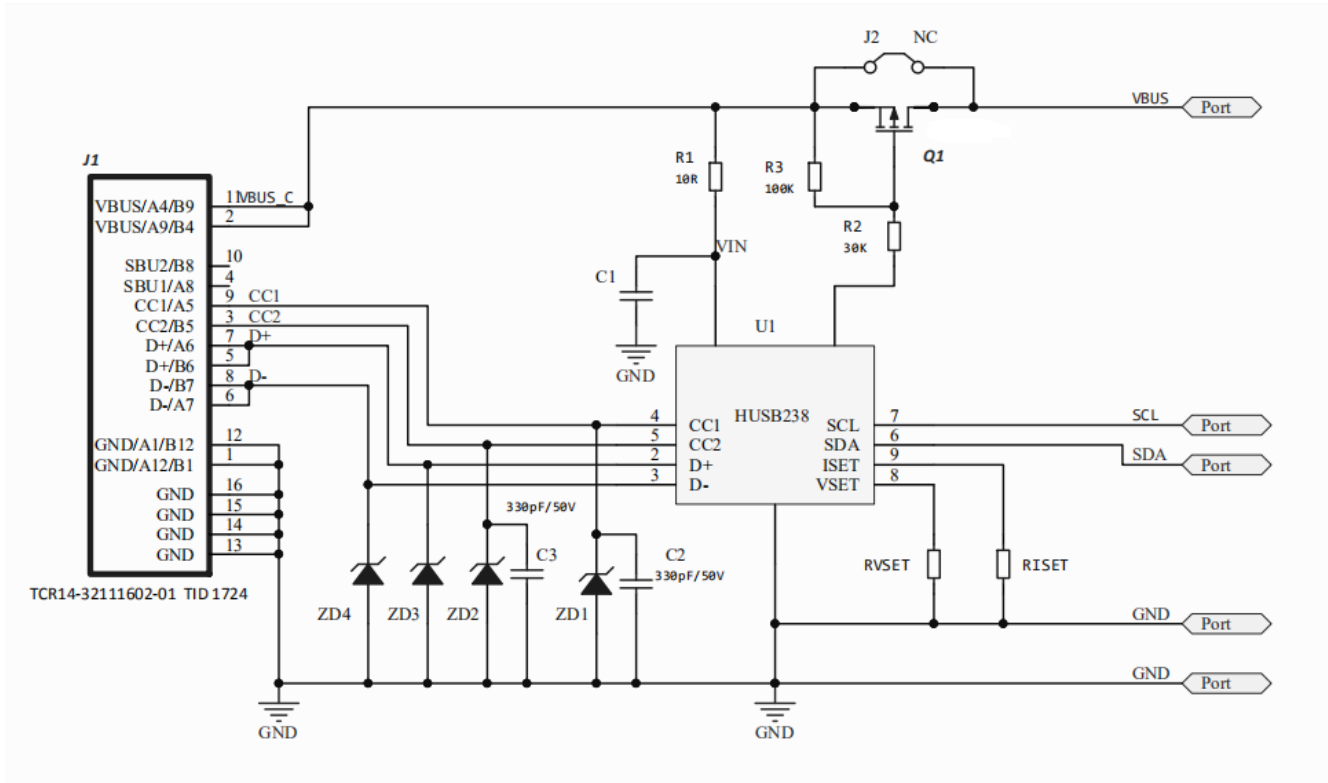 J2 NC
VBUS Port
Q1
R1
10R
R3
100K
R2
30K
VIN
C1
GND
J1
VBUS/A4/B9 11 VBUS_C
VBUS/A9/B4 2
SBU2/B8 10
SBU1/A8 4
CC1/A5 9 CC1
CC2/B5 3 CC2
D+/A6 7 D+
D+/B6 5
D-/B7 8 D-
D-/A7 6
GND/A1/B12 12
GND/A12/B1 1
GND 16
GND 15
GND 14
GND 13
TCR14-32111602-01 TID 1724
U1
HUSB238
4 CC1 SCL 7 SCL Port
5 CC2 SDA 6 SDA Port
2 D+ ISET 9
3 D- VSET 8
330pF/50V
C3
C2
330pF/50V
ZD4 ZD3 ZD2 ZD1
RVSET RISET
GND Port
GND Port
GND GND